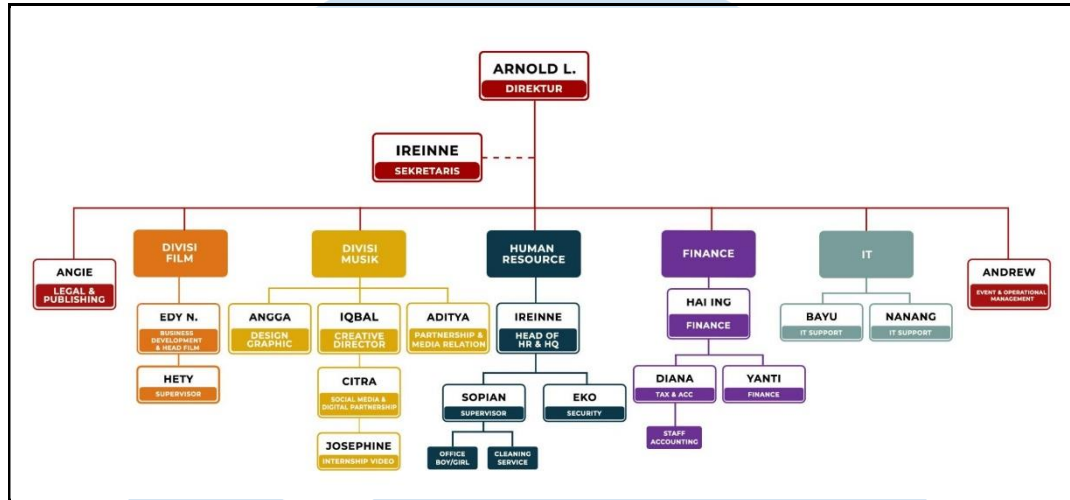 ARNOLD L.
DIREKTUR
IREINNE
SEKRETARIS
ANGIE
LEGAL &
PUBLISHING
DIVISI
FILM
EDY N.
BUSINESS
DEVELOPMENT
& HEAD FILM
HETY
SUPERVISOR
DIVISI
MUSIK
ANGGA
DESIGN
GRAPHIC
IQBAL
CREATIVE
DIRECTOR
CITRA
SOCIAL MEDIA &
DIGITAL PARTNERSHIP
JOSEPHINE
INTERNSHIP VIDEO
ADITYA
PARTNERSHIP &
MEDIA RELATION
HUMAN
RESOURCE
IREINNE
HEAD OF
HR & HQ
SOPIAN
SUPERVISOR
OFFICE
BOY/GIRL
CLEANING
SERVICE
EKO
SECURITY
FINANCE
HAI ING
FINANCE
DIANA
TAX & ACC
STAFF
ACCOUNTING
YANTI
FINANCE
IT
BAYU
IT SUPPORT
NANANG
IT SUPPORT
ANDREW
EVENT & OPERATIONAL
MANAGEMENT